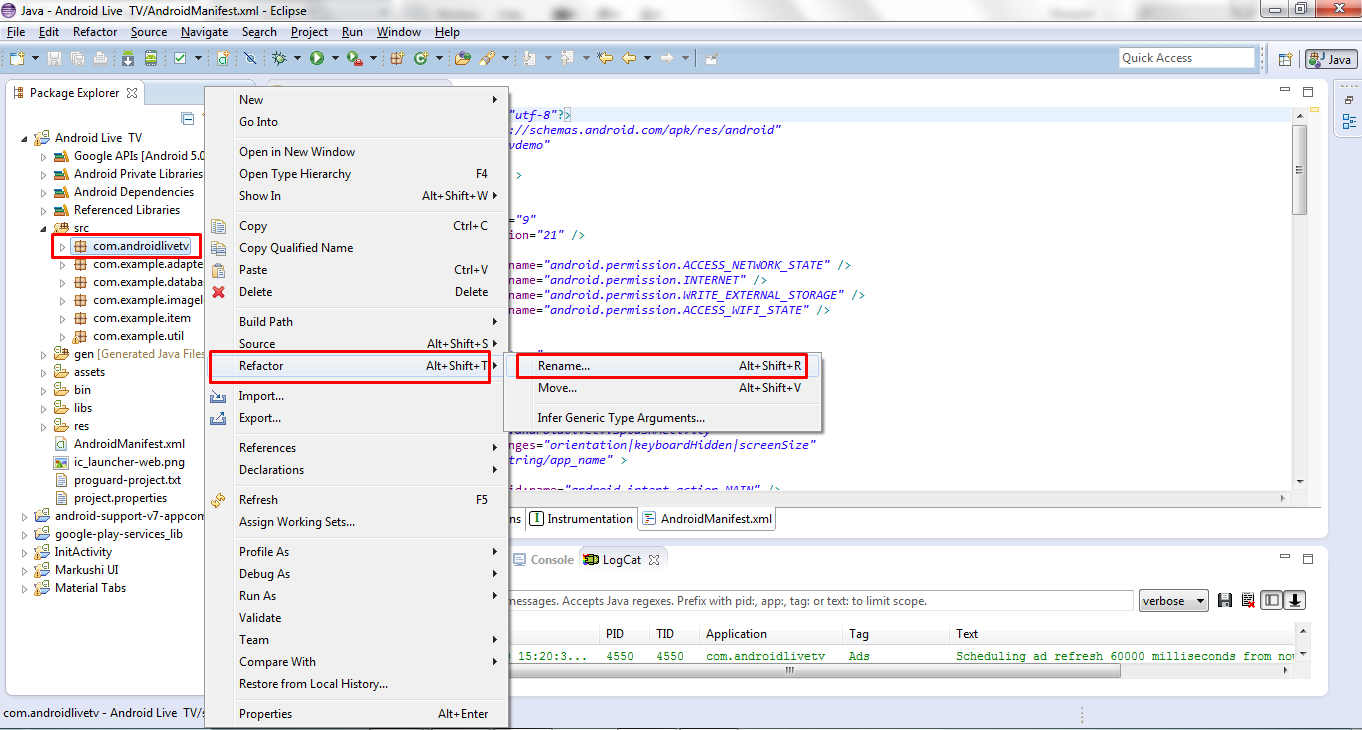 Java - Android Live  TV/AndroidManifest.xml - Eclipse
File Edit Refactor Source Navigate Search Project Run Window Help
Quick Access
Java
Package Explorer
Android Live  TV
Google APIs [Android 5.0
Android Private Libraries
Android Dependencies
Referenced Libraries
src
com.androidlivetv
com.example.adapte
com.example.databa
com.example.imagel
com.example.item
com.example.util
gen [Generated Java Files
assets
bin
libs
res
AndroidManifest.xml
ic_launcher-web.png
proguard-project.txt
project.properties
android-support-v7-appcom
google-play-services_lib
InitActivity
Markushi UI
Material Tabs
New
Go Into
Open in New Window
Open Type Hierarchy F4
Show In Alt+Shift+W
Copy Ctrl+C
Copy Qualified Name
Paste Ctrl+V
Delete Delete
Build Path
Source Alt+Shift+S
Refactor Alt+Shift+T
Import...
Export...
References
Declarations
Refresh F5
Assign Working Sets...
Profile As
Debug As
Run As
Validate
Team
Compare With
Restore from Local History...
Properties Alt+Enter
Rename... Alt+Shift+R
Move... Alt+Shift+V
Infer Generic Type Arguments...
"utf-8"?>
://schemas.android.com/apk/res/android"
vdemo"
>
="9"
ion="21" />
name="android.permission.ACCESS_NETWORK_STATE" />
name="android.permission.INTERNET" />
name="android.permission.WRITE_EXTERNAL_STORAGE" />
name="android.permission.ACCESS_WIFI_STATE" />
nges="orientation|keyboardHidden|screenSize"
tring/app_name" >
id:name="android.intent.action.MAIN" />
ns Instrumentation AndroidManifest.xml
Console LogCat
messages. Accepts Java regexes. Prefix with pid:, app:, tag: or text: to limit scope.
verbose
PID TID Application Tag Text
15:20:3... 4550 4550 com.androidlivetv Ads Scheduling ad refresh 60000 milliseconds from now
com.androidlivetv - Android Live  TV/s